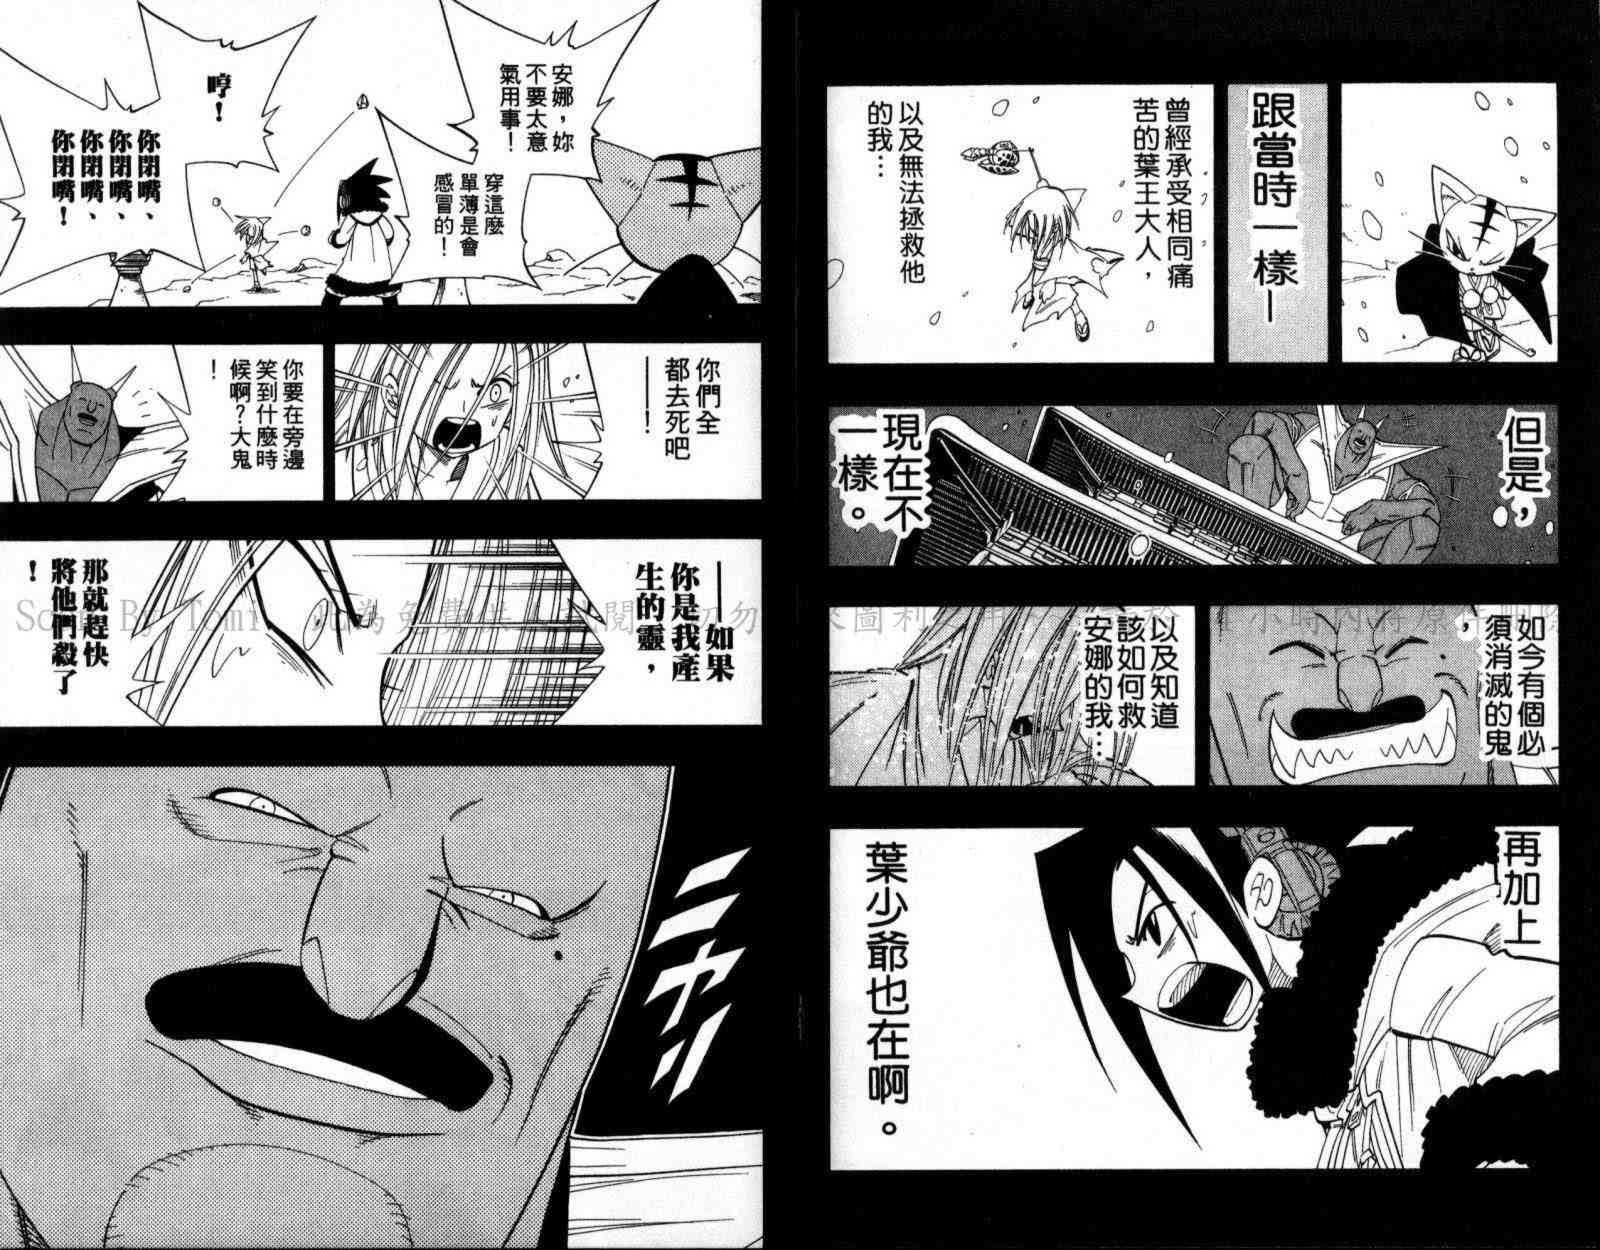 跟當時一樣—
曾經承受相同痛
苦的葉王大人，
以及無法拯救他
的我…
但是，
現在不
一樣。
如今有個必
須消滅的鬼
，
以及知道
該如何救
安娜的我…
再加上
葉少爺也在啊。
安娜，妳
不要太意
氣用事！
穿這麼
單薄是會
感冒的！
哼！
你閉嘴、
你閉嘴、
你閉嘴、
你閉嘴！
你們全
都去死吧
——！
你要在旁邊
笑到什麼時
候啊？大鬼
！
——如果
你是我產
生的靈，
那就趕快
將他們殺了
！
ニヤリ